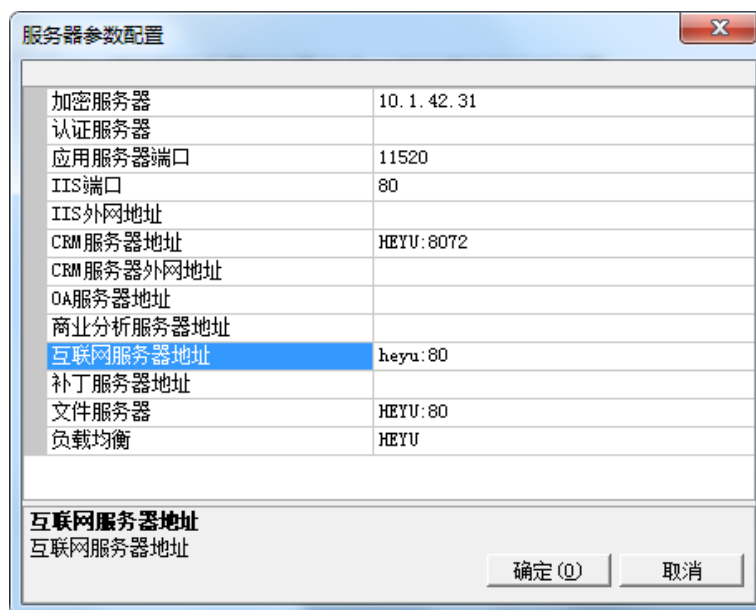 服务器参数配置
加密服务器 10.1.42.31
认证服务器
应用服务器端口 11520
IIS端口 80
IIS外网地址
CRM服务器地址 HEYU:8072
CRM服务器外网地址
OA服务器地址
商业分析服务器地址
互联网服务器地址 heyu:80
补丁服务器地址
文件服务器 HEYU:80
负载均衡 HEYU
互联网服务器地址
互联网服务器地址
确定(O) 取消